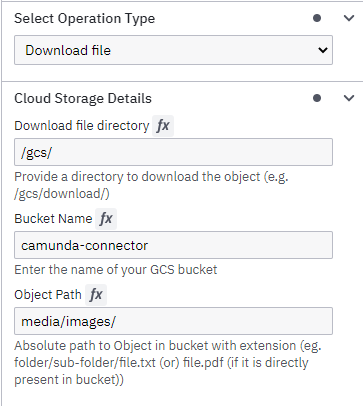 Select Operation Type
Download file
Cloud Storage Details
Download file directory fx
/gcs/
Provide a directory to download the object (e.g.
/gcs/download/)
Bucket Name fx
camunda-connector
Enter the name of your GCS bucket
Object Path fx
media/images/
Absolute path to Object in bucket with extension (eg.
folder/sub-folder/file.txt (or) file.pdf (if it is directly
present in bucket))